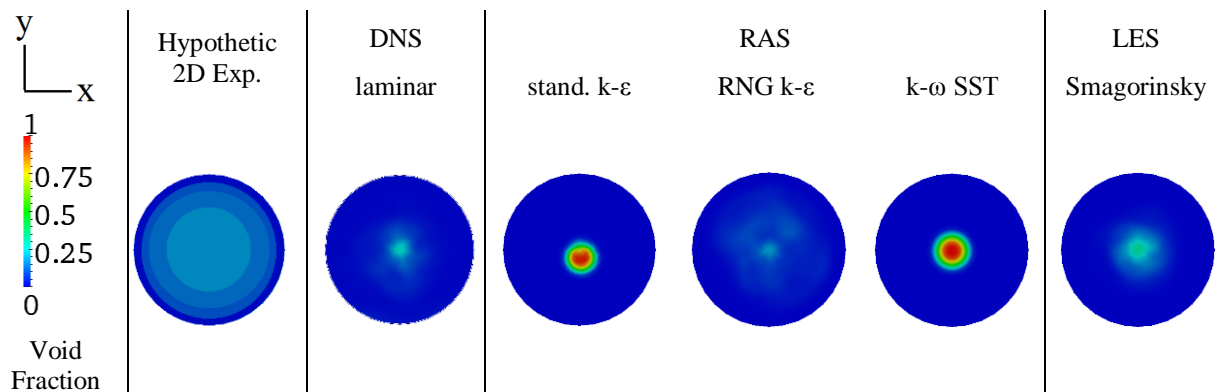 y
x
1
0.75
0.5
0.25
0
Void
Fraction
Hypothetic
2D Exp.
DNS
laminar
RAS
stand. k-ε
RNG k-ε
k-ω SST
LES
Smagorinsky